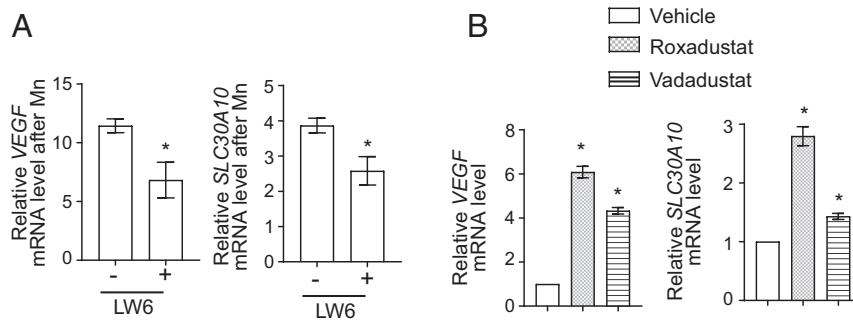 A
Relative VEGF
mRNA level after Mn
15
10
5
0
- +
LW6
Relative SLC30A10
mRNA level after Mn
5
4
3
2
1
0
- +
LW6
*
*
B
Vehicle
Roxadustat
Vadadustat
Relative VEGF
mRNA level
8
6
4
2
0
*
*
Relative SLC30A10
mRNA level
3
2
1
0
*
*